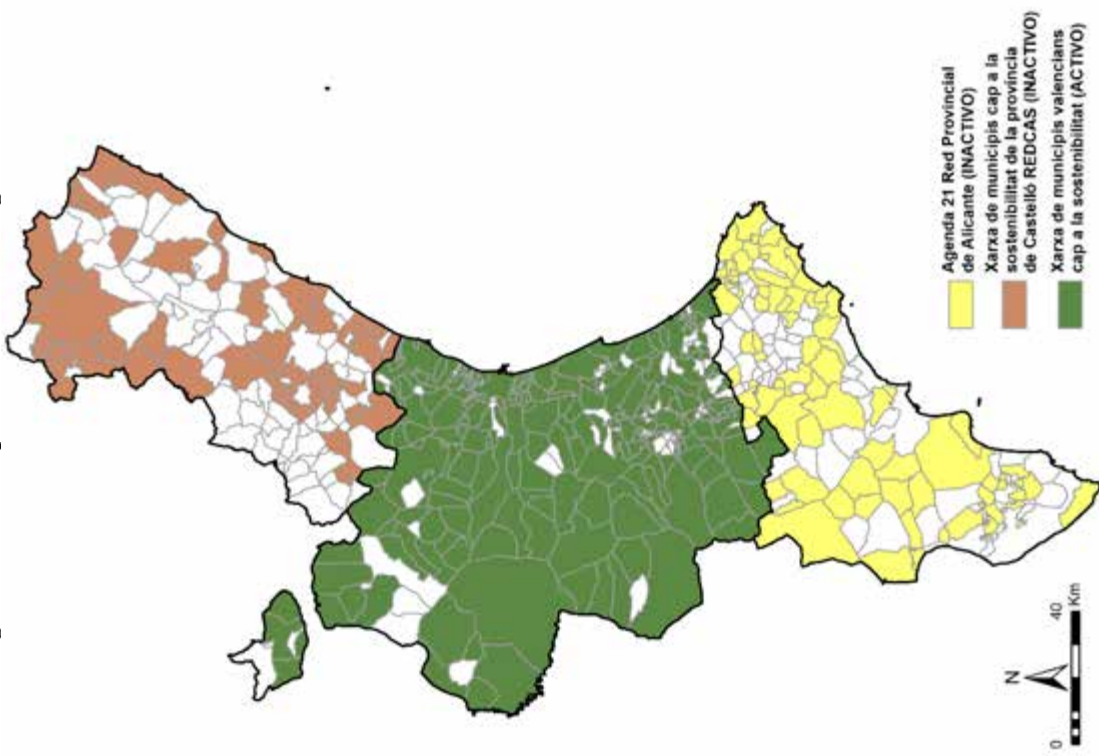 Agenda 21 Red Provincial
de Alicante (INACTIVO)
Xarxa de municipis cap a la
sostenibilitat de la província
de Castelló REDCAS (INACTIVO)
Xarxa de municipis valencians
cap a la sostenibilitat (ACTIVO)
N
0
40
Km